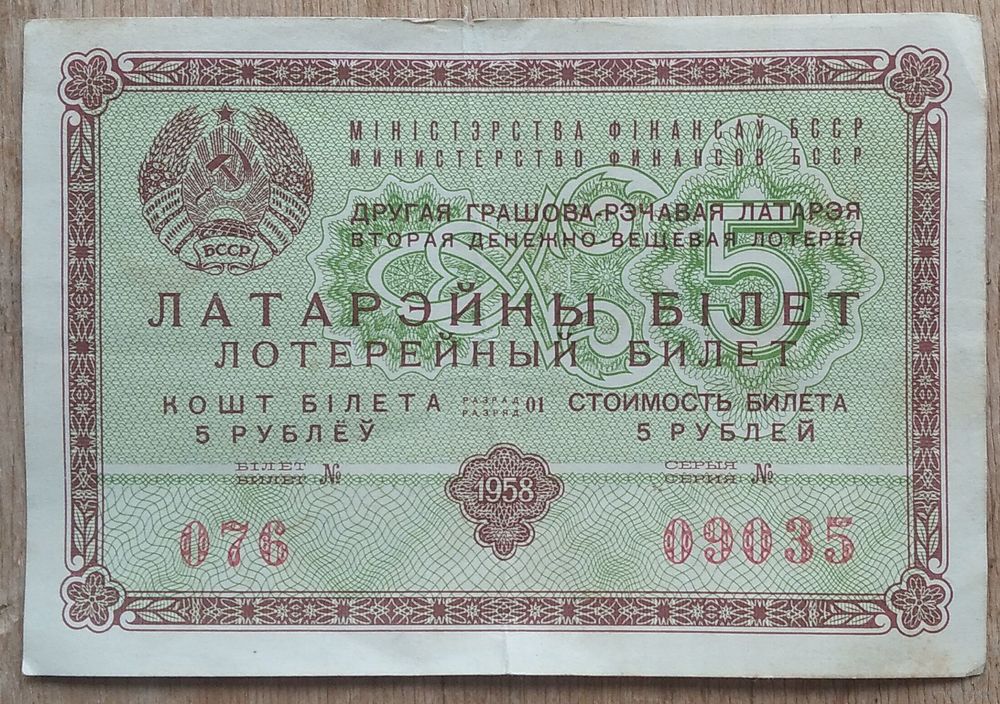 МІНІСТЭРСТВА ФІНАНСАЎ БССР
МИНИСТЕРСТВО ФИНАНСОВ БССР
БССР
ДРУГАЯ ГРАШОВА-РЭЧАВАЯ ЛАТАРЭЯ
ВТОРАЯ ДЕНЕЖНО-ВЕЩЕВАЯ ЛОТЕРЕЯ
5
ЛАТАРЭЙНЫ БІЛЕТ
ЛОТЕРЕЙНЫЙ БИЛЕТ
КОШТ БІЛЕТА
5 РУБЛЁЎ
РАЗРАД
РАЗРЯД 01
СТОИМОСТЬ БИЛЕТА
5 РУБЛЕЙ
БІЛЕТ
БИЛЕТ №
СЕРЫЯ
СЕРИЯ №
1958
076
09035